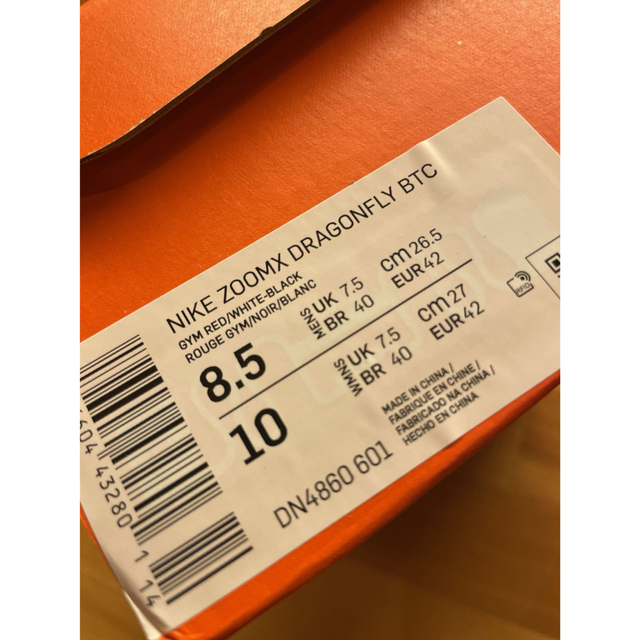 NIKE ZOOMX DRAGONFLY BTC
GYM RED/WHITE-BLACK
ROUGE GYM/NOIR/BLANC
8.5
MENS
UK 7.5
BR 40
cm 26.5
EUR 42
10
WMNS
UK 7.5
BR 40
cm 27
EUR 42
RFID
MADE IN CHINA /
FABRIQUE EN CHINE /
FABRICADO NA CHINA /
HECHO EN CHINA
DN4860 601
43280
1 14